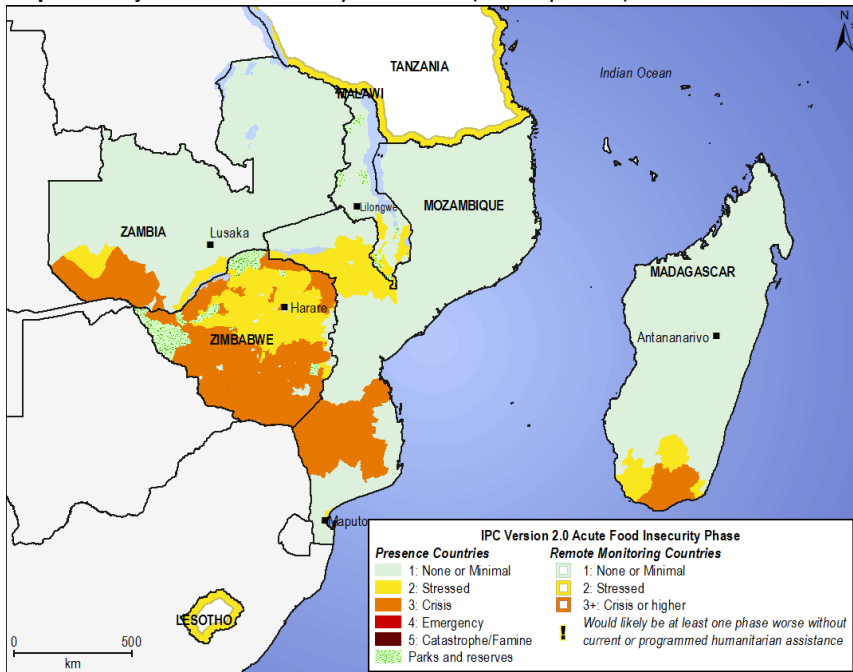 N
TANZANIA
Indian Ocean
MALAWI
MOZAMBIQUE
Lilongwe
ZAMBIA
Lusaka
MADAGASCAR
Harare
ZIMBABWE
Antananarivo
Maputo
LESOTHO
0 500
km
IPC Version 2.0 Acute Food Insecurity Phase
Presence Countries
1: None or Minimal
2: Stressed
3: Crisis
4: Emergency
5: Catastrophe/Famine
Parks and reserves
Remote Monitoring Countries
1: None or Minimal
2: Stressed
3+: Crisis or higher
! Would likely be at least one phase worse without
current or programmed humanitarian assistance